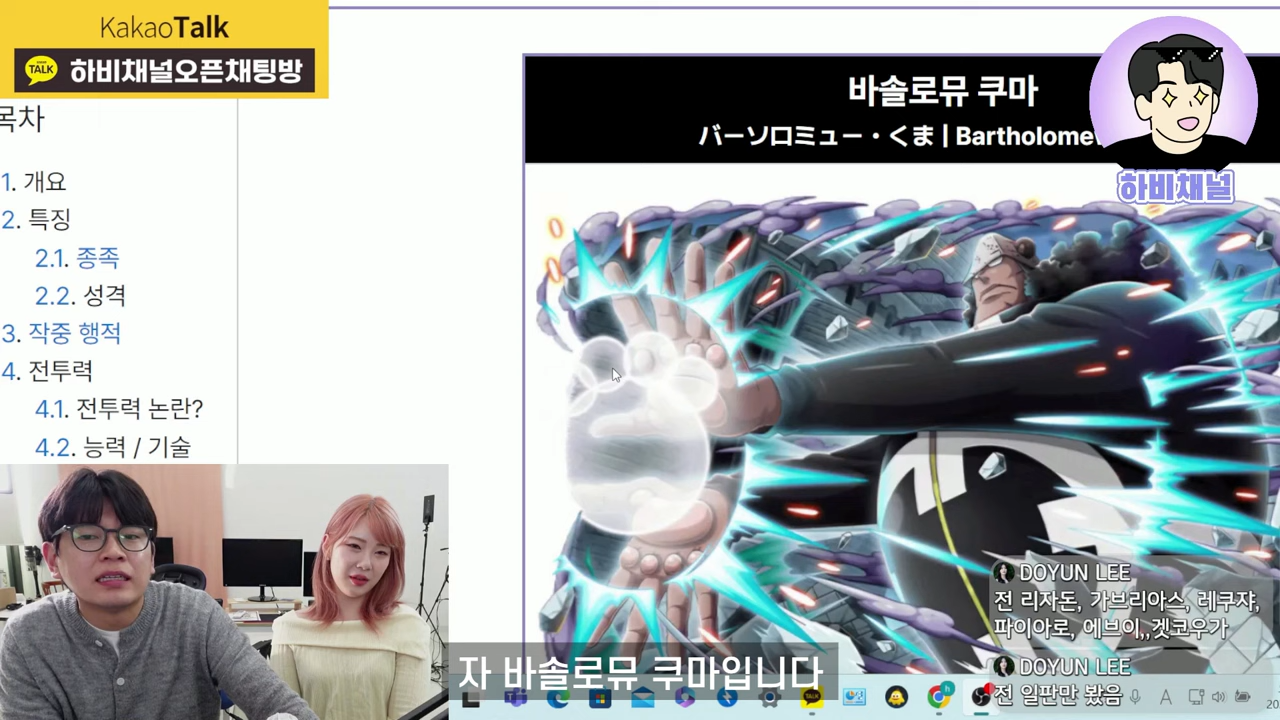 KakaoTalk
TALK 하비채널오픈채팅방
목차
1. 개요
2. 특징
2.1. 종족
2.2. 성격
3. 작중 행적
4. 전투력
4.1. 전투력 논란?
4.2. 능력 / 기술
바솔로뮤 쿠마
バーソロミュー・くま | Bartholomew
하비채널
DOYUN LEE
전 리자돈, 가브리아스, 레쿠쟈,
파이아로, 에브이,,겟코우가
DOYUN LEE
전 일판만 봤음
자 바솔로뮤 쿠마입니다
TALK
h
A
20